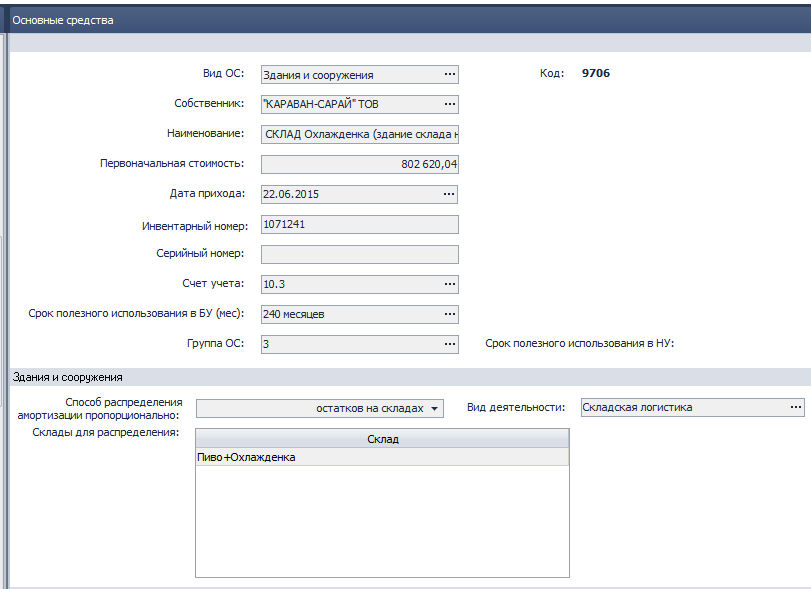 Основные средства
Вид ОС: Здания и сооружения ... Код: 9706
Собственник: "КАРАВАН-САРАЙ" ТОВ ...
Наименование: СКЛАД Охлажденка (здание склада н
Первоначальная стоимость: 802 620,04
Дата прихода: 22.06.2015 ...
Инвентарный номер: 1071241
Серийный номер:
Счет учета: 10.3 ...
Срок полезного использования в БУ (мес): 240 месяцев ...
Группа ОС: 3 ... Срок полезного использования в НУ:
Здания и сооружения
Способ распределения
амортизации пропорционально: остатков на складах Вид деятельности: Складская логистика ...
Склады для распределения: Склад
Пиво+Охлажденка